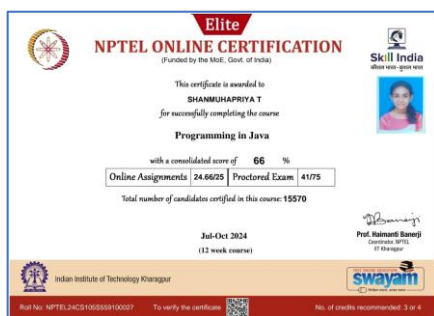 Elite
NPTEL ONLINE CERTIFICATION
(Funded by the MoE, Govt. of India)
Skill India
कौशल भारत - कुशल भारत
This certificate is awarded to
SHANMUHAPRIYA T
for successfully completing the course
Programming in Java
with a consolidated score of 66 %
Online Assignments 24.66/25 Proctored Exam 41/75
Total number of candidates certified in this course: 15570
Jul-Oct 2024
(12 week course)
Prof. Haimanti Banerji
Coordinator, NPTEL
IIT Kharagpur
Indian Institute of Technology Kharagpur
swayam
Roll No: NPTEL24CS105S559100027 To verify the certificate No. of credits recommended: 3 or 4